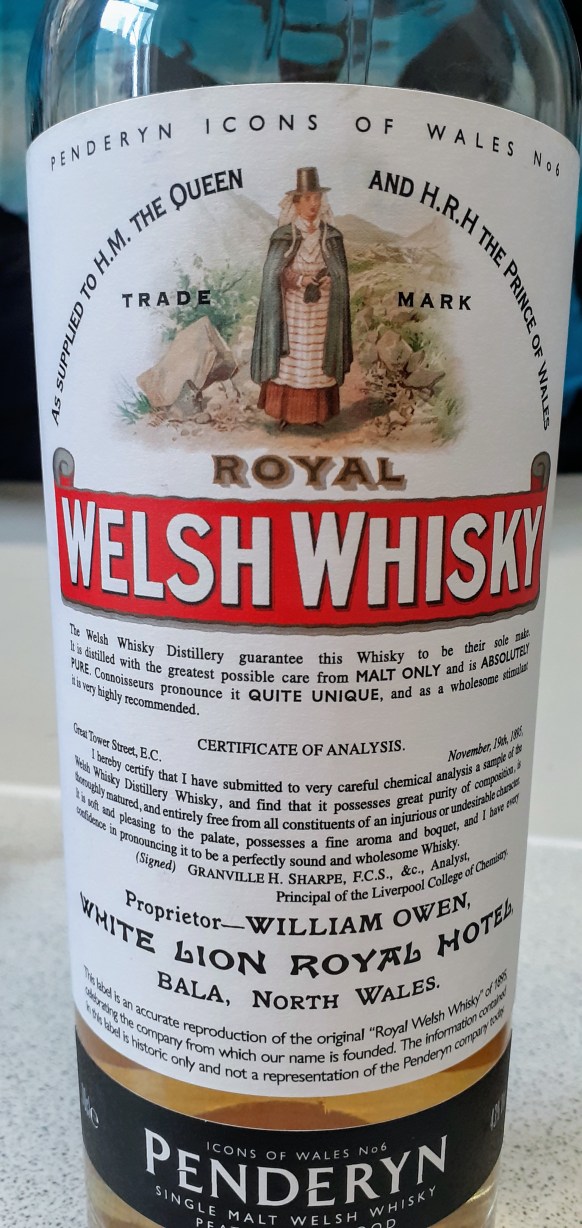 PENDERYN ICONS OF WALES No6
AS SUPPLIED TO H.M. THE QUEEN
AND H.R.H THE PRINCE OF WALES
TRADE MARK
ROYAL
WELSH WHISKY
The Welsh Whisky Distillery guarantee this Whisky to be their sole make.
It is distilled with the greatest possible care from MALT ONLY and is ABSOLUTELY
PURE. Connoisseurs pronounce it QUITE UNIQUE, and as a wholesome stimulant
it is very highly recommended.
CERTIFICATE OF ANALYSIS.
Great Tower Street, E.C. November, 19th, 1895.
I hereby certify that I have submitted to very careful chemical analysis a sample of the
Welsh Whisky Distillery Whisky, and find that it possesses great purity of composition, is
thoroughly matured, and entirely free from all constituents of an injurious or undesirable character.
It is soft and pleasing to the palate, possesses a fine aroma and boquet, and I have every
confidence in pronouncing it to be a perfectly sound and wholesome Whisky.
(Signed) GRANVILLE H. SHARPE, F.C.S., &c., Analyst,
Principal of the Liverpool College of Chemistry.
Proprietor—WILLIAM OWEN,
WHITE LION ROYAL HOTEL,
BALA, NORTH WALES.
This label is an accurate reproduction of the original "Royal Welsh Whisky" of 1895,
celebrating the company from which our name is founded. The information contained
in this label is historic only and not a representation of the Penderyn company today.
ICONS OF WALES No6
PENDERYN
SINGLE MALT WELSH WHISKY